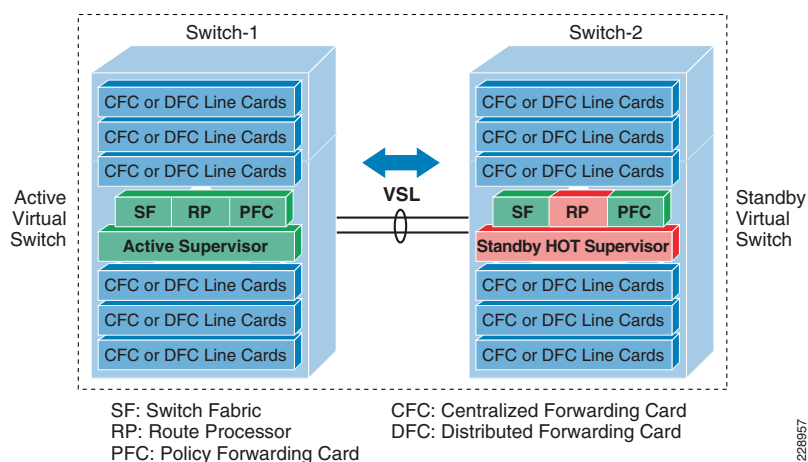 Switch-1
Switch-2
CFC or DFC Line Cards
CFC or DFC Line Cards
CFC or DFC Line Cards
CFC or DFC Line Cards
CFC or DFC Line Cards
CFC or DFC Line Cards
Active
Virtual
Switch
VSL
Standby
Virtual
Switch
SF RP PFC
SF RP PFC
Active Supervisor
Standby HOT Supervisor
CFC or DFC Line Cards
CFC or DFC Line Cards
CFC or DFC Line Cards
CFC or DFC Line Cards
CFC or DFC Line Cards
CFC or DFC Line Cards
SF: Switch Fabric
RP: Route Processor
PFC: Policy Forwarding Card
CFC: Centralized Forwarding Card
DFC: Distributed Forwarding Card
228957